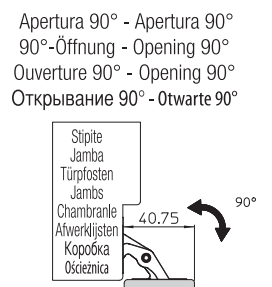 Apertura 90° - Apertura 90°
90°-Öffnung - Opening 90°
Ouverture 90° - Opening 90°
Открывание 90° - Otwarte 90°
Stipite
Jamba
Türpfosten
Jambs
Chambranle
Afwerklijsten
Коробка
Ościeżnica
40.75
90°